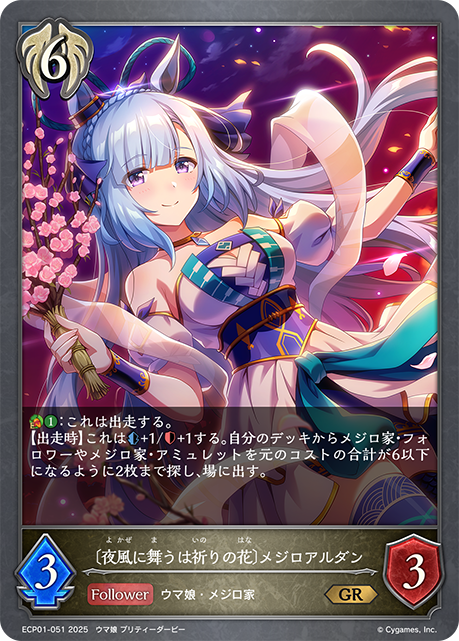 6
1：これは出走する。
【出走時】これは+1/+1する。自分のデッキからメジロ家・フォ
ロワーやメジロ家・アミュレットを元のコストの合計が6以下
になるように2枚まで探し、場に出す。
よかぜ ま いの はな
〔夜風に舞うは祈りの花〕メジロアルダン
3
Follower ウマ娘・メジロ家 GR
3
ECP01-051 2025 ウマ娘 プリティーダービー © Cygames, Inc.